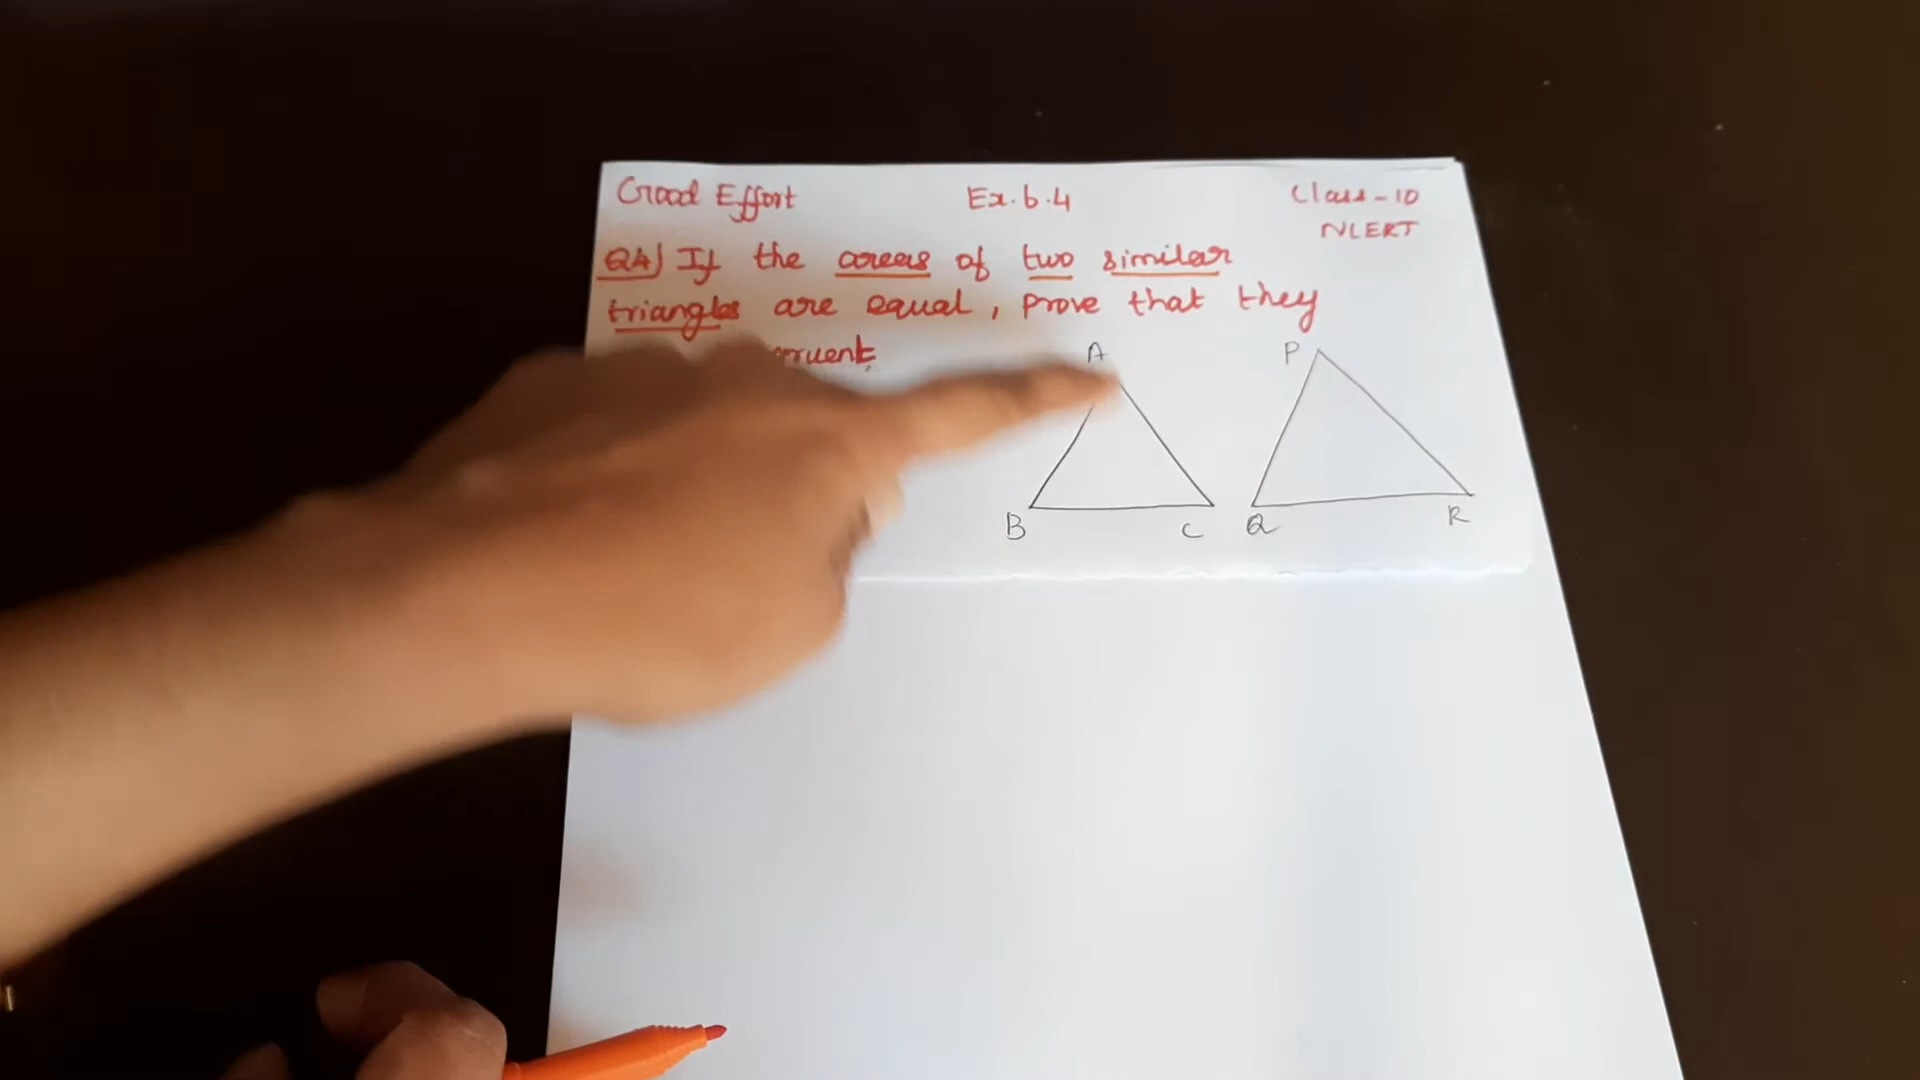 Good Effort Ex.6.4 Class-10
NCERT
Q4) If the areas of two similar
triangles are equal, prove that they
A P
B C Q R